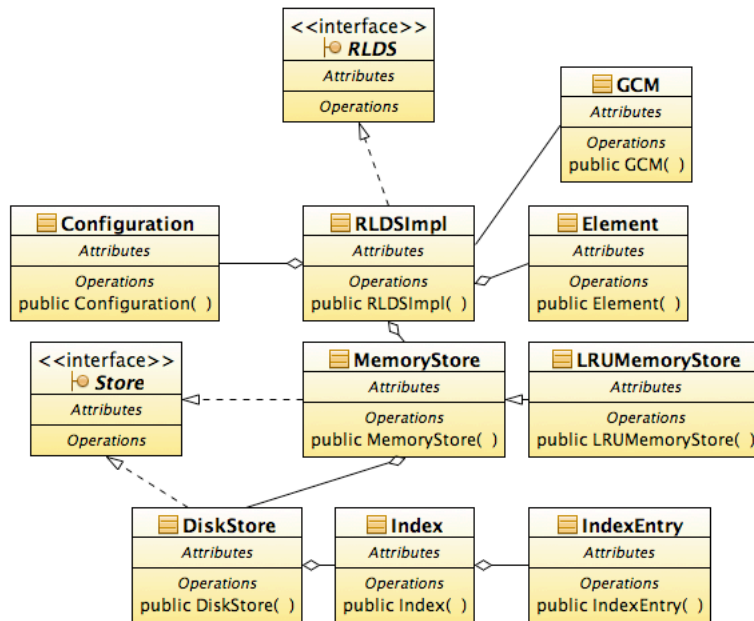 <<interface>>
RLDS
Attributes
Operations
GCM
Attributes
Operations
public GCM( )
Configuration
Attributes
Operations
public Configuration( )
RLDSImpl
Attributes
Operations
public RLDSImpl( )
Element
Attributes
Operations
public Element( )
<<interface>>
Store
Attributes
Operations
MemoryStore
Attributes
Operations
public MemoryStore( )
LRUMemoryStore
Attributes
Operations
public LRUMemoryStore( )
DiskStore
Attributes
Operations
public DiskStore( )
Index
Attributes
Operations
public Index( )
IndexEntry
Attributes
Operations
public IndexEntry( )